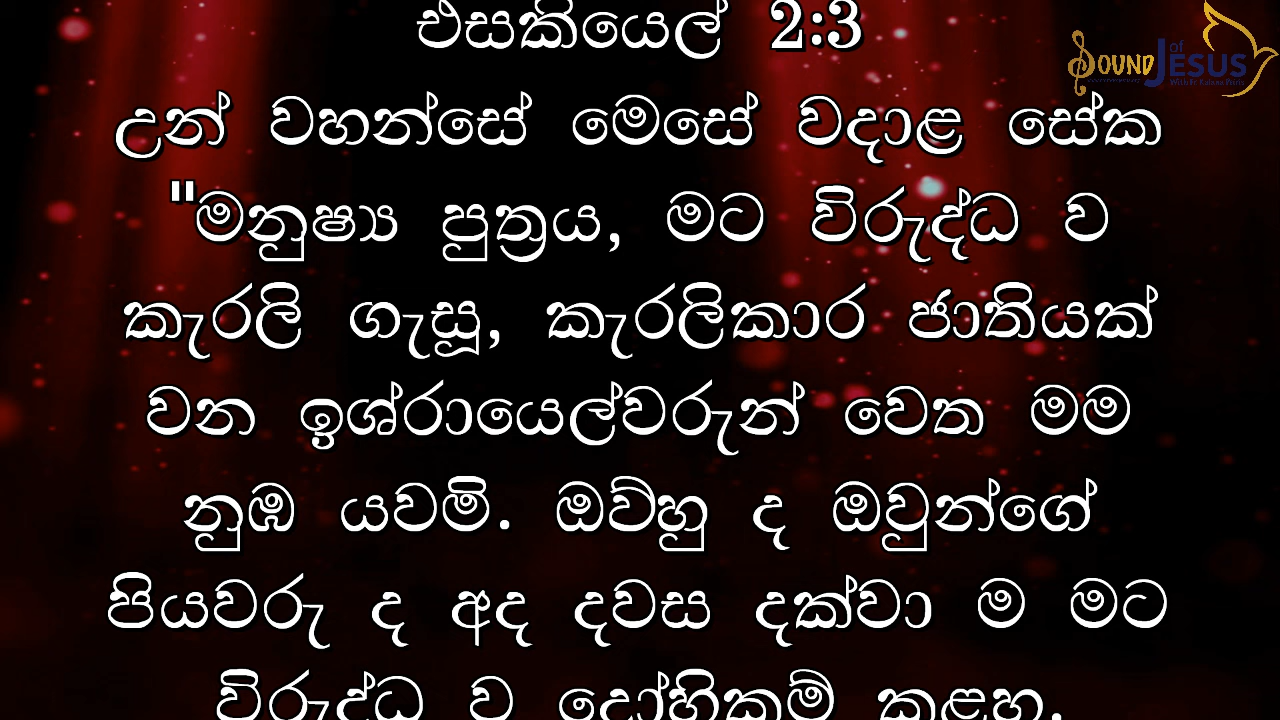 එසකියෙල් 2:3
උන් වහන්සේ මෙසේ වදාළ සේක
"මනුෂ්‍ය පුත්‍රය, මට විරුද්ධ ව
කැරලි ගැසූ, කැරලිකාර ජාතියක්
වන ඉශ්රායෙල්වරුන් වෙත මම
නුඹ යවමි. ඔව්හු ද ඔවුන්ගේ
පියවරු ද අද දවස දක්වා ම මට
විරුද්ධ ව ද්‍රෝහිකම් කළහ.
SOUND of JESUS